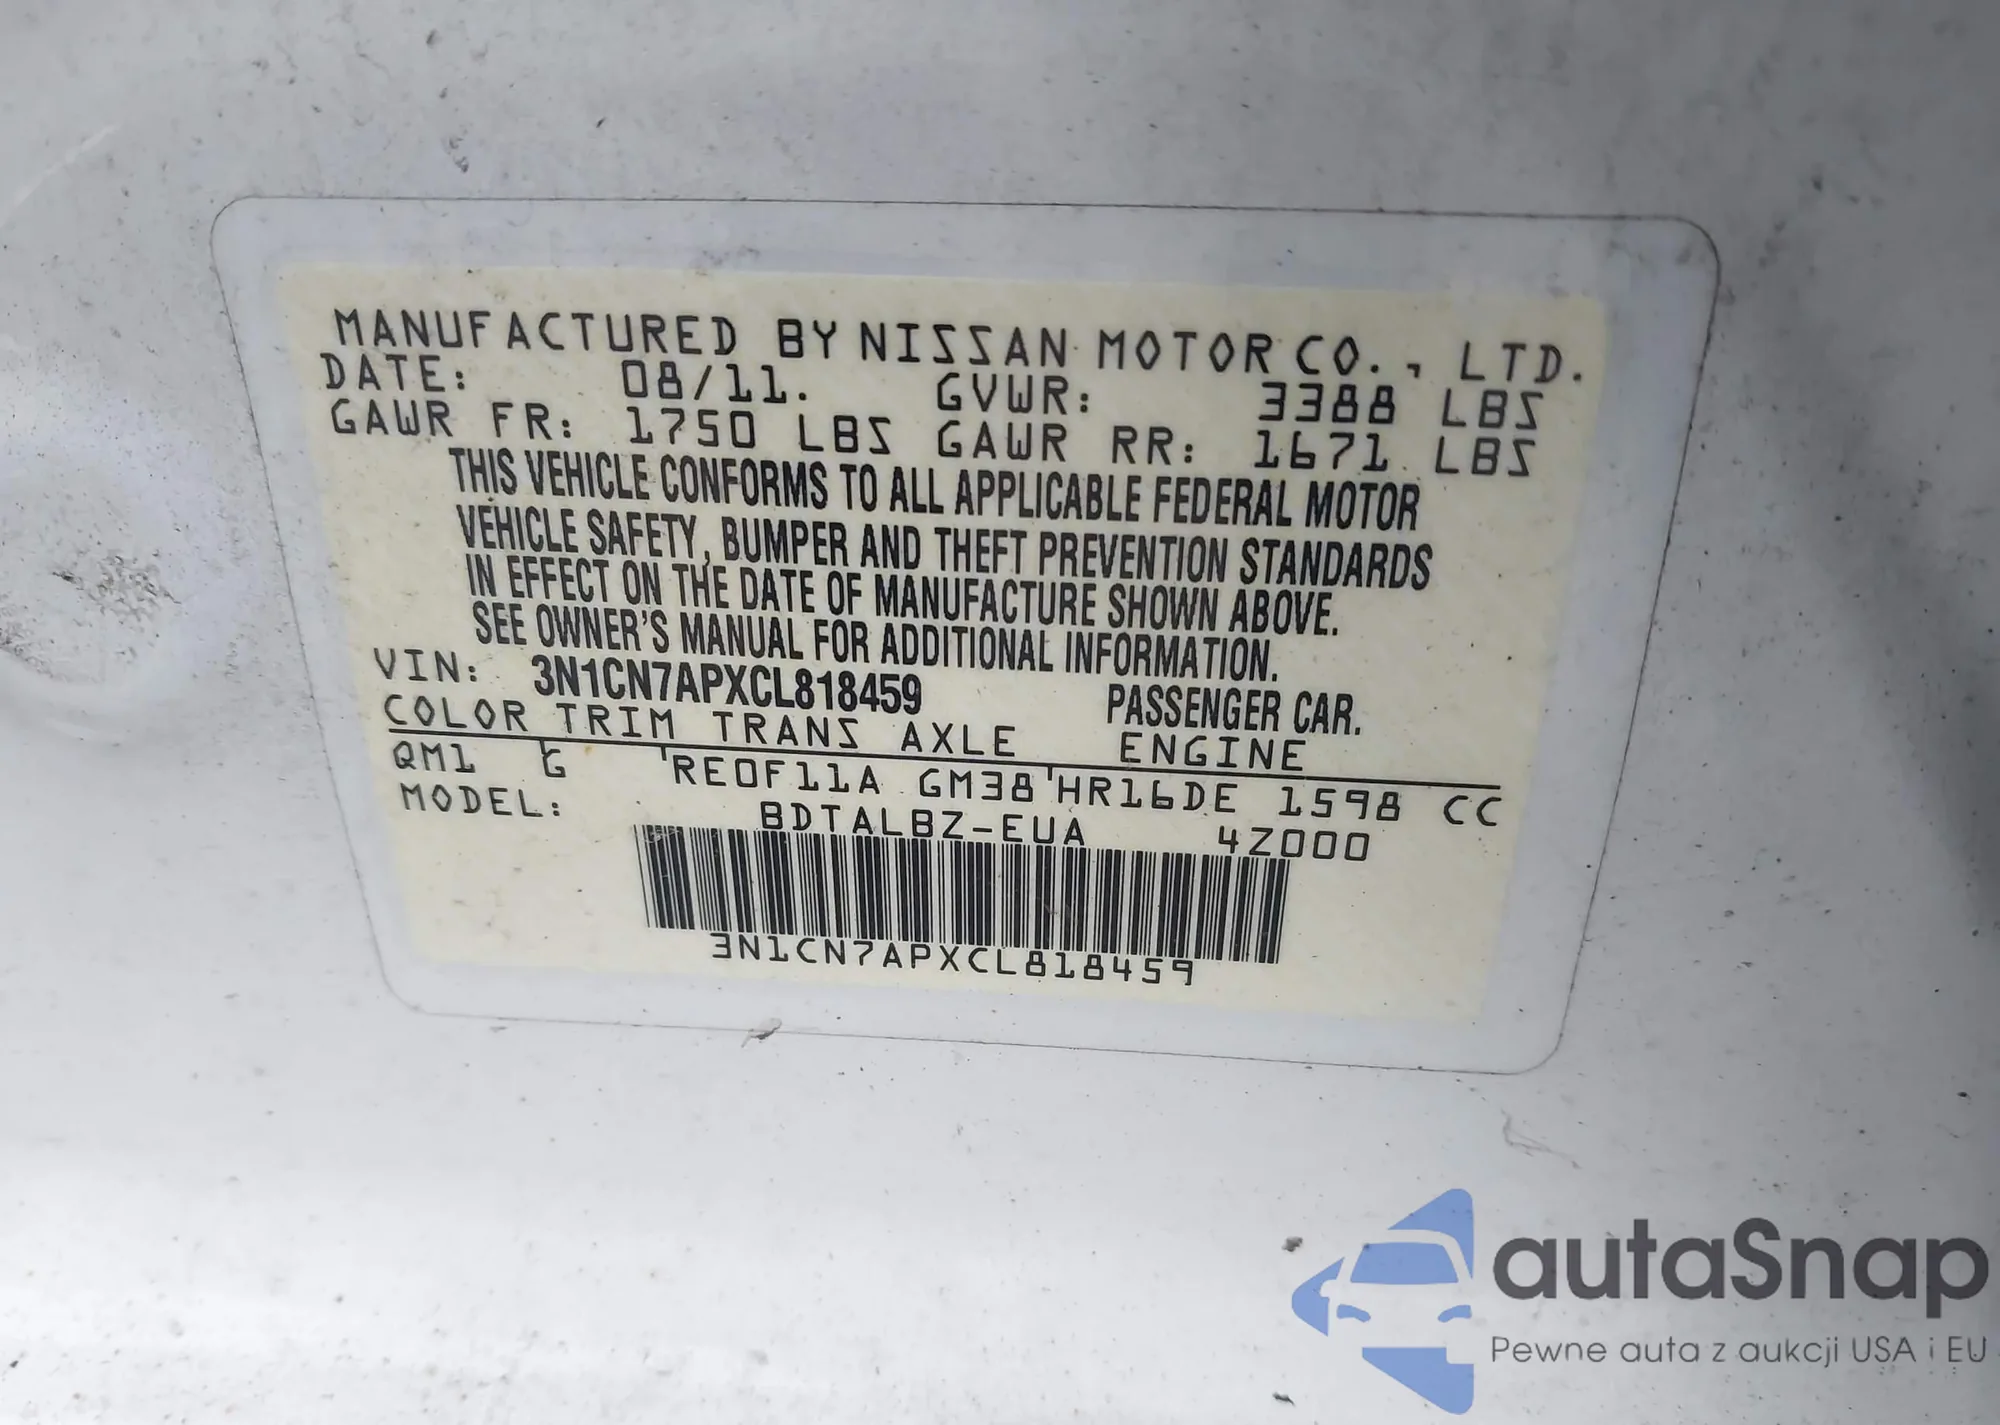 MANUFACTURED BY NISSAN MOTOR CO., LTD.
DATE: 08/11. GVWR: 3388 LBS
GAWR FR: 1750 LBS GAWR RR: 1671 LBS
THIS VEHICLE CONFORMS TO ALL APPLICABLE FEDERAL MOTOR
VEHICLE SAFETY, BUMPER AND THEFT PREVENTION STANDARDS
IN EFFECT ON THE DATE OF MANUFACTURE SHOWN ABOVE.
SEE OWNER'S MANUAL FOR ADDITIONAL INFORMATION.
VIN: 3N1CN7APXCL818459 PASSENGER CAR.
COLOR TRIM TRANS AXLE ENGINE
QM1 G RE0F11A GM38 HR16DE 1598 CC
MODEL: BDTALBZ-EUA 4Z000
3N1CN7APXCL818459
autaSnap
Pewne auta z aukcji USA i EU